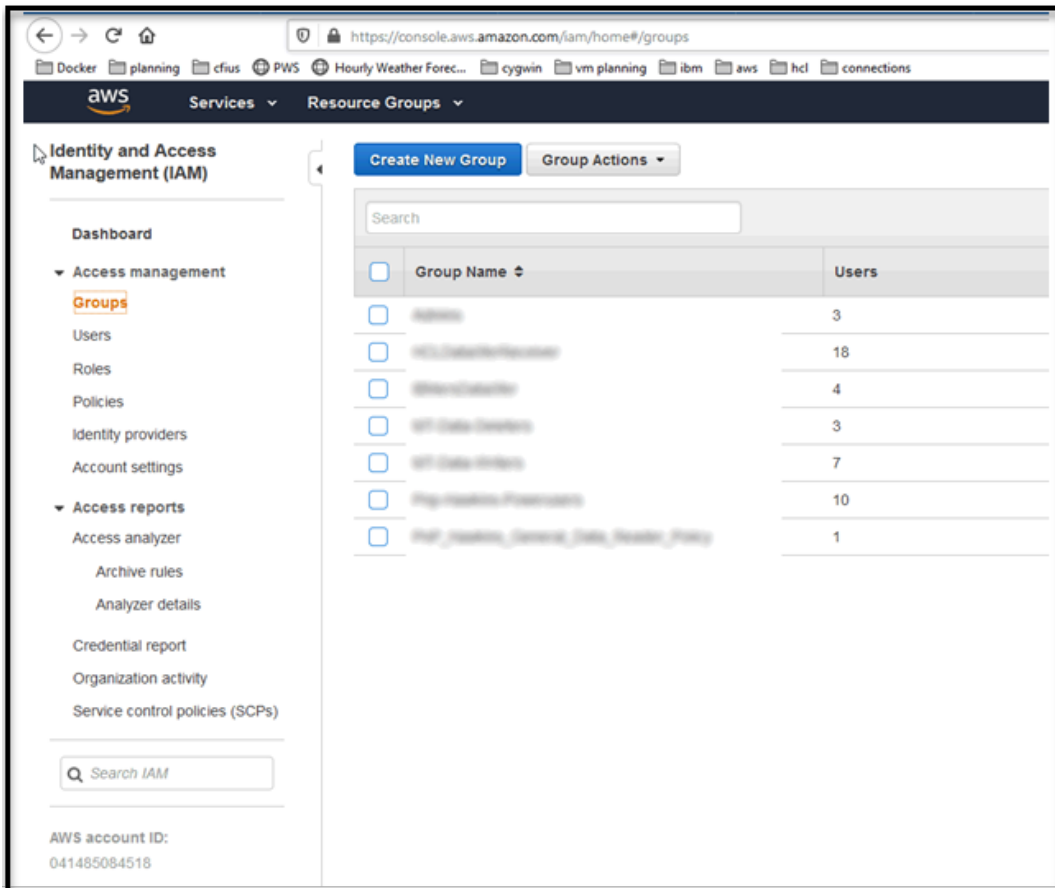 https://console.aws.amazon.com/iam/home#/groups
Docker planning cfius PWS Hourly Weather Forec... cygwin vm planning ibm aws hcl connections
aws Services Resource Groups
Identity and Access
Management (IAM)
Create New Group Group Actions
Search
Dashboard
Access management
Groups
Users
Roles
Policies
Identity providers
Account settings
Access reports
Access analyzer
Archive rules
Analyzer details
Credential report
Organization activity
Service control policies (SCPs)
Search IAM
AWS account ID:
041485084518
Group Name Users
3
18
4
3
7
10
1